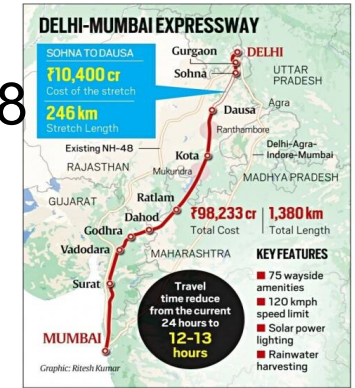 DELHI-MUMBAI EXPRESSWAY
8
SOHNA TO DAUSA
₹10,400 cr
Cost of the stretch
246 km
Stretch Length
Gurgaon
DELHI
Sohna
UTTAR
PRADESH
Agra
Dausa
Ranthambore
Existing NH-48
Delhi-Agra-
Indore-Mumbai
RAJASTHAN
Kota
Mukundra
MADHYA PRADESH
GUJARAT
Ratlam
Dahod
Godhra
Vadodara
MAHARASHTRA
Surat
MUMBAI
₹98,233 cr
Total Cost
1,380 km
Total Length
Travel
time reduce
from the current
24 hours to
12-13
hours
KEY FEATURES
75 wayside
amenities
120 kmph
speed limit
Solar power
lighting
Rainwater
harvesting
Graphic: Ritesh Kumar